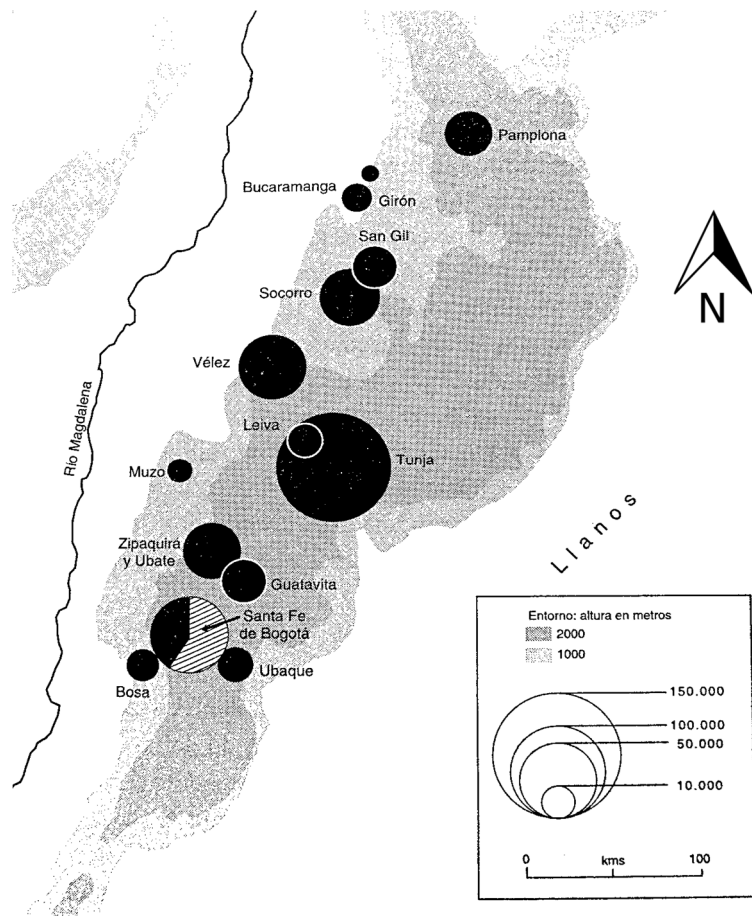 Pamplona
Bucaramanga
Girón
San Gil
Socorro
Vélez
Río Magdalena
Leiva
Tunja
Muzo
Llanos
Zipaquirá
y Ubate
Guatavita
Santa Fe
de Bogotá
Ubaque
Bosa
N
Entorno: altura en metros
2000
1000
150.000
100.000
50.000
10.000
0 kms 100